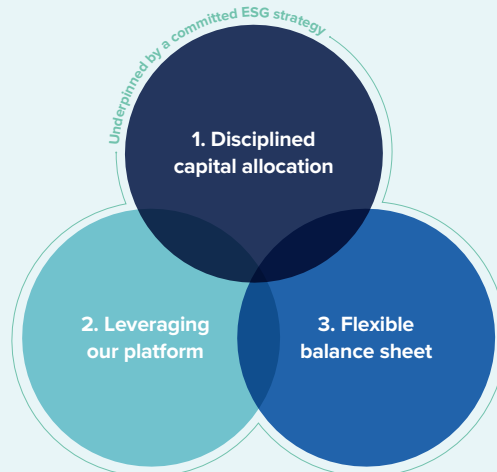 Underpinned by a committed ESG strategy
1. Disciplined
capital allocation
2. Leveraging
our platform
3. Flexible
balance sheet